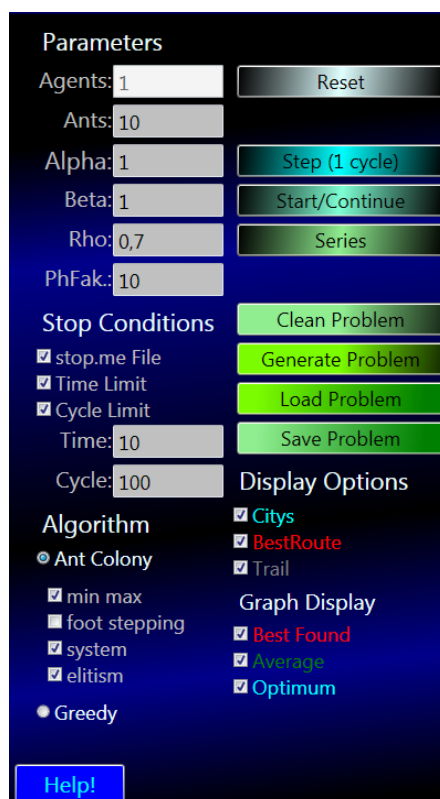 Parameters
Agents: 1
Reset
Ants: 10
Alpha: 1
Step (1 cycle)
Beta: 1
Start/Continue
Rho: 0,7
Series
PhFak.: 10
Stop Conditions
Clean Problem
stop.me File
Generate Problem
Time Limit
Cycle Limit
Load Problem
Time: 10
Save Problem
Cycle: 100
Display Options
Citys
Algorithm
BestRoute
Ant Colony
Trail
min max
Graph Display
foot stepping
Best Found
system
Average
elitism
Optimum
Greedy
Help!